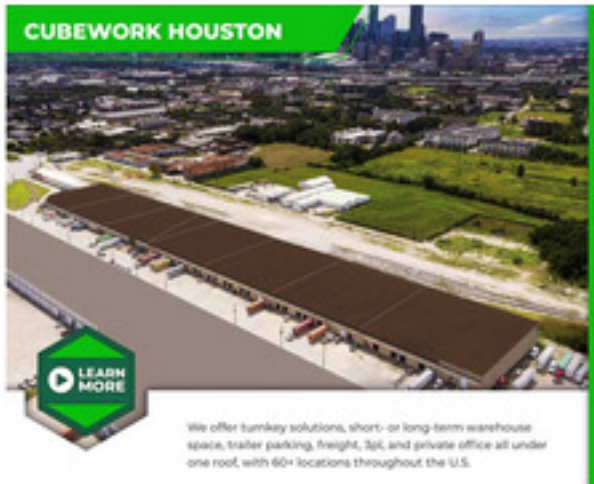 CUBEWORK HOUSTON
LEARN
MORE
We offer turnkey solutions, short- or long-term warehouse
space, trailer parking, freight, 3pl, and private office all under
one roof, with 60+ locations throughout the U.S.